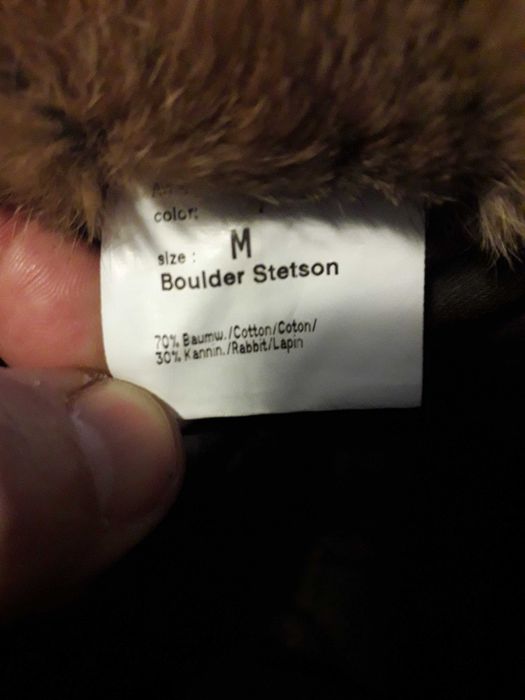 color:
size : M
Boulder Stetson
70% Baumw./Cotton/Coton/
30% Kannin./Rabbit/Lapin